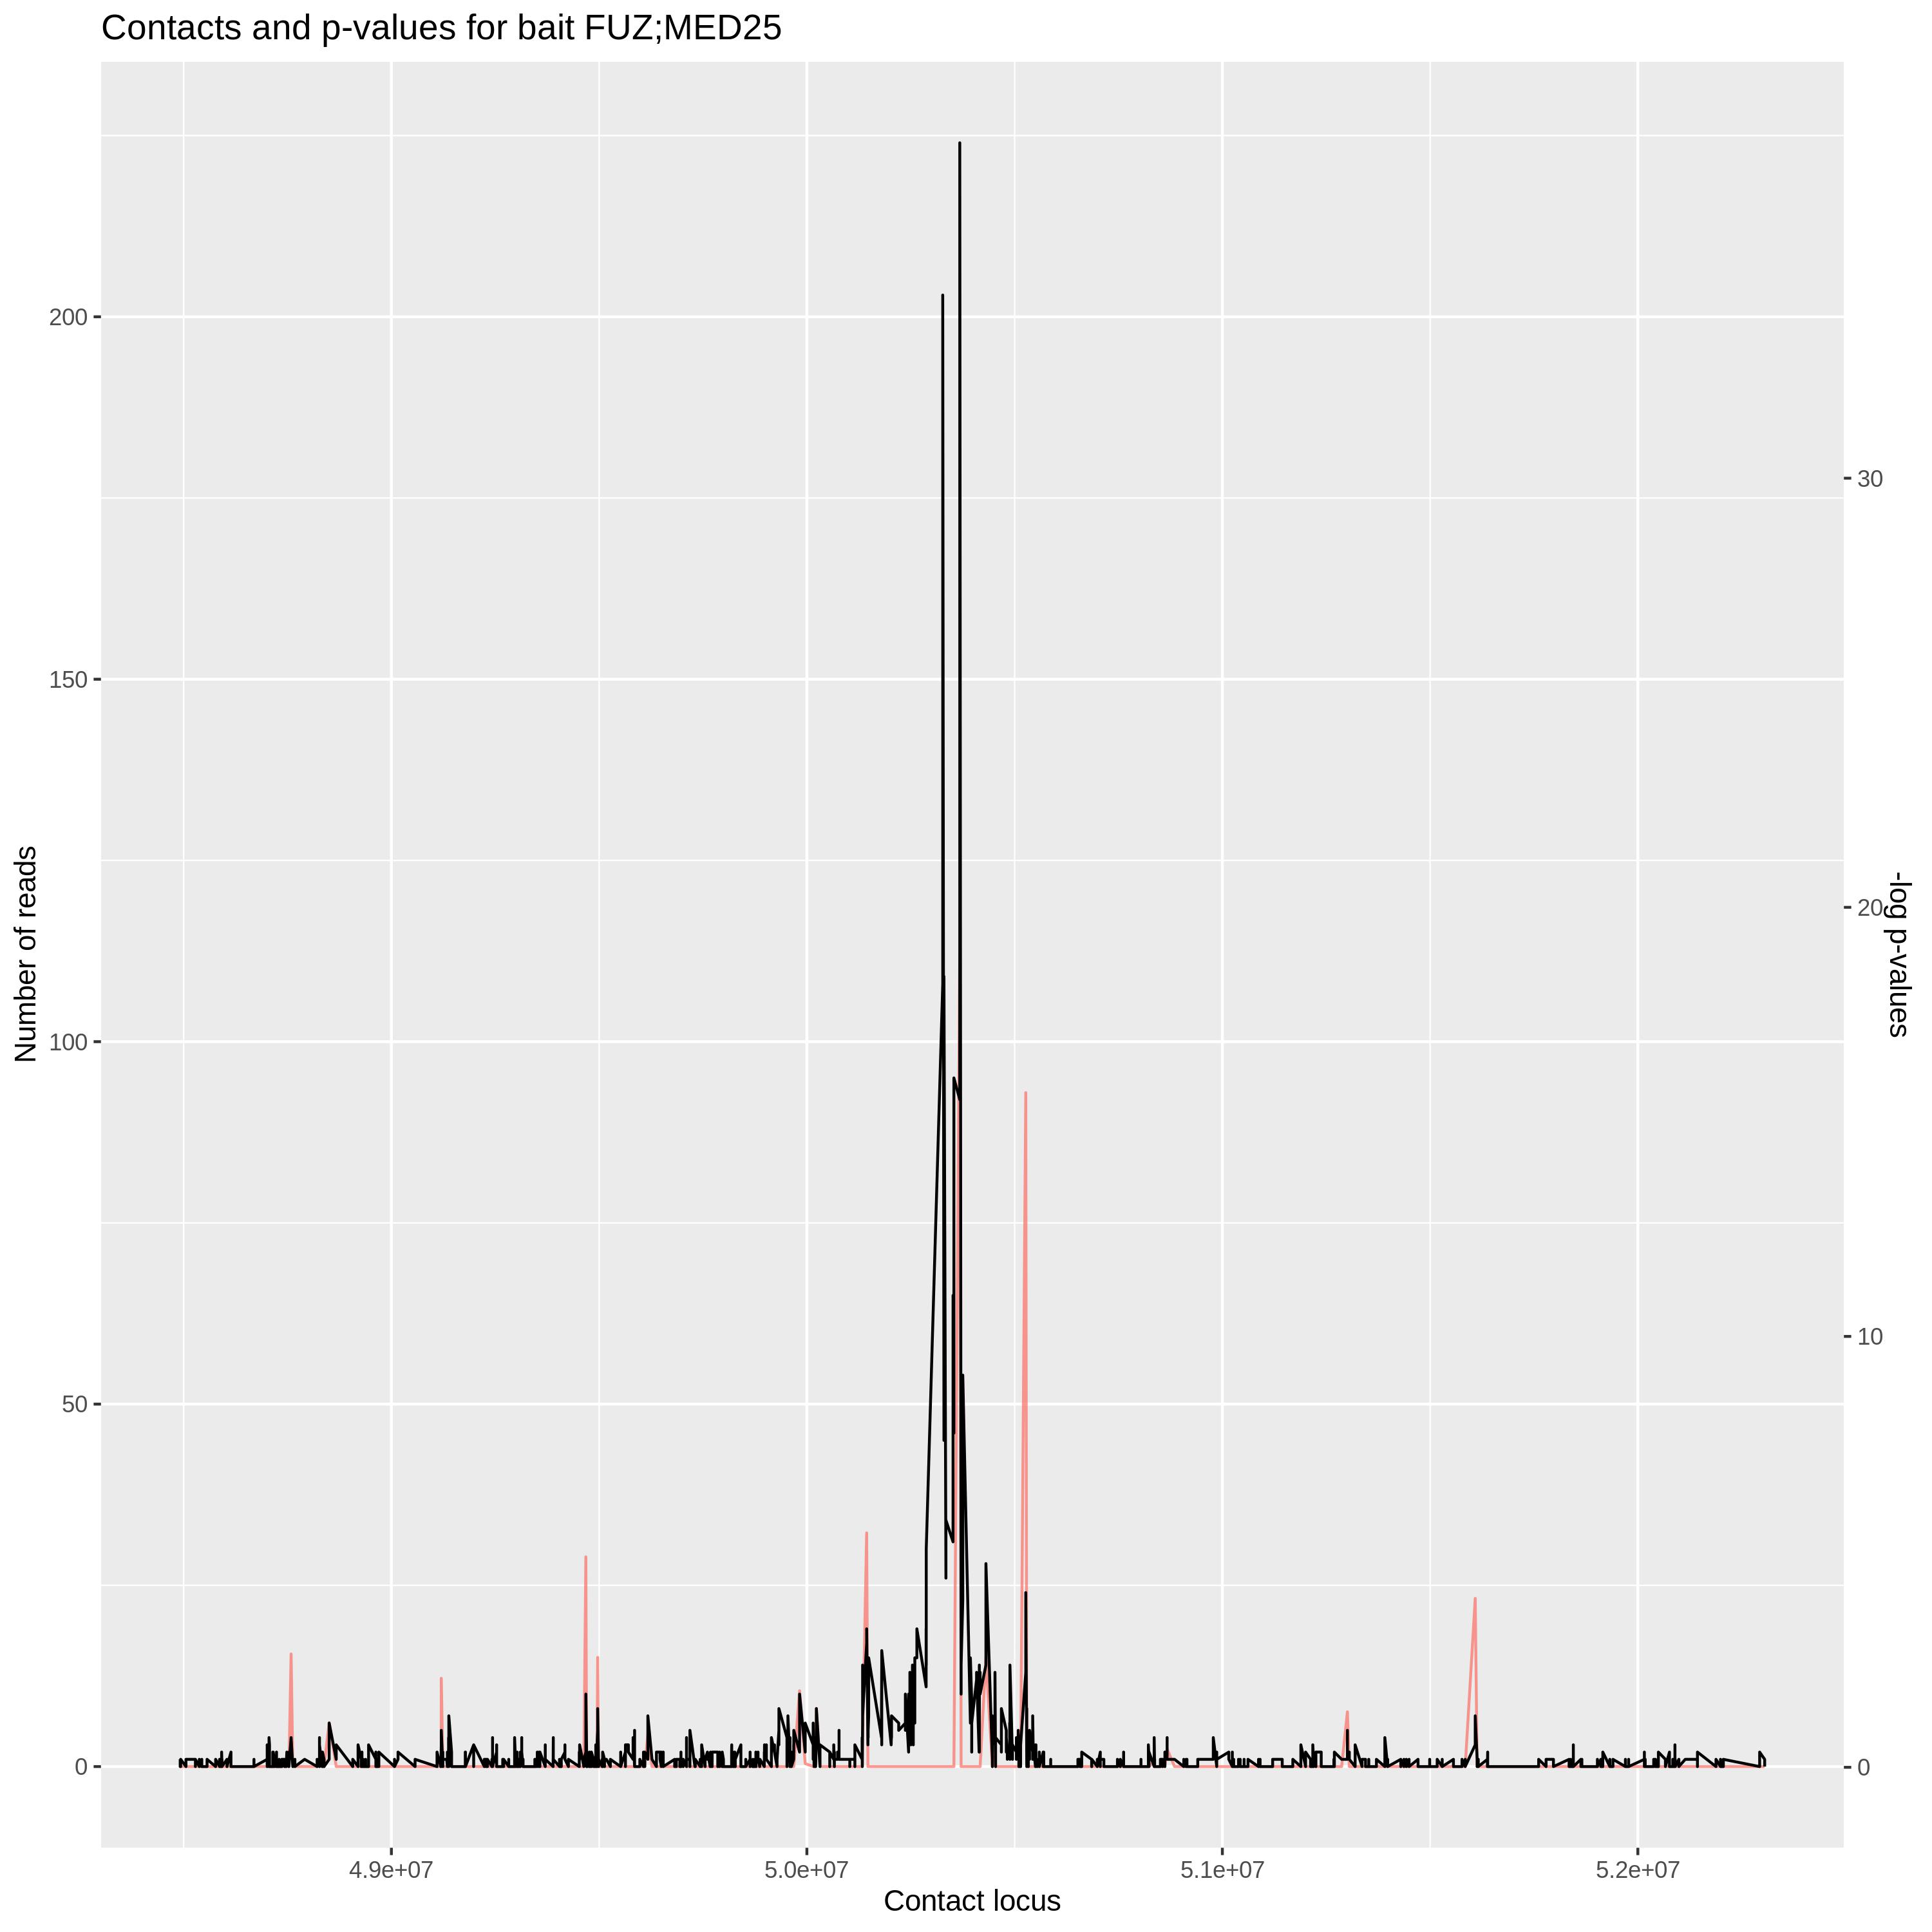 Contacts and p-values for bait FUZ;MED25
Number of reads
200
150
100
50
0
30
20
10
0
-log p-values
4.9e+07
5.0e+07
5.1e+07
5.2e+07
Contact locus